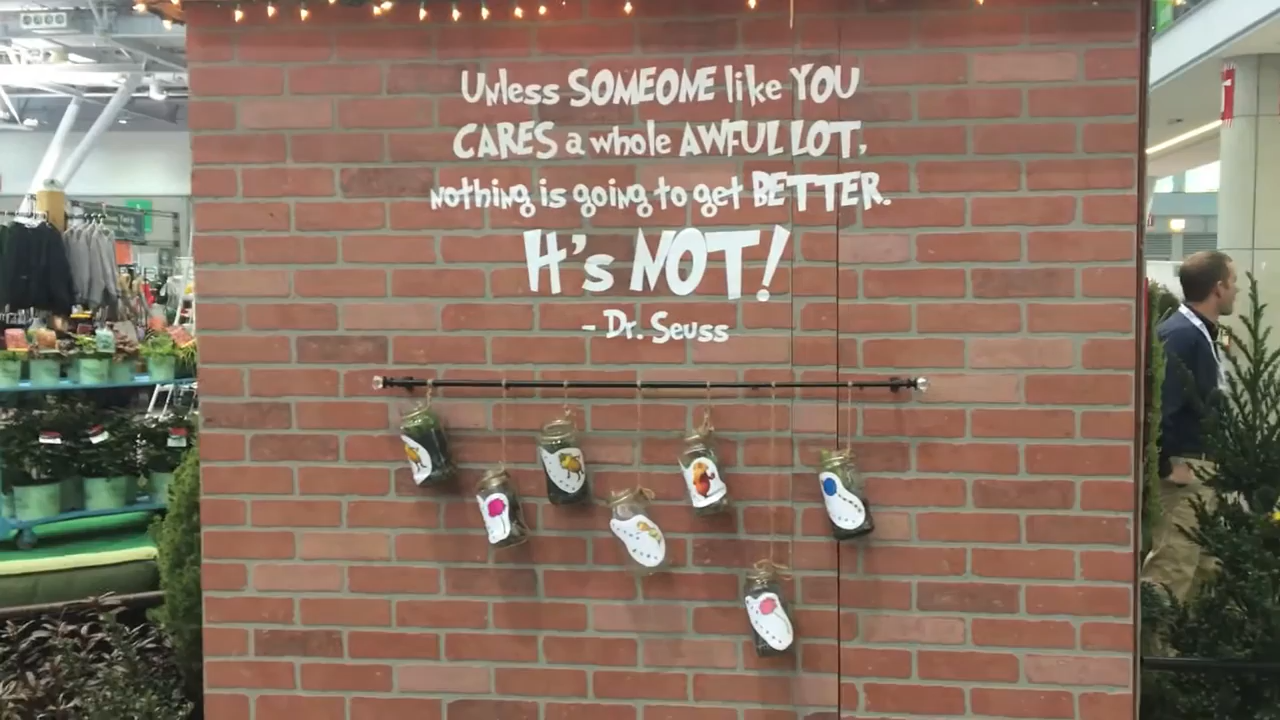 Unless SOMEONE like YOU
CARES a whole AWFUL LOT,
nothing is going to get BETTER.
It's NOT!
- Dr. Seuss